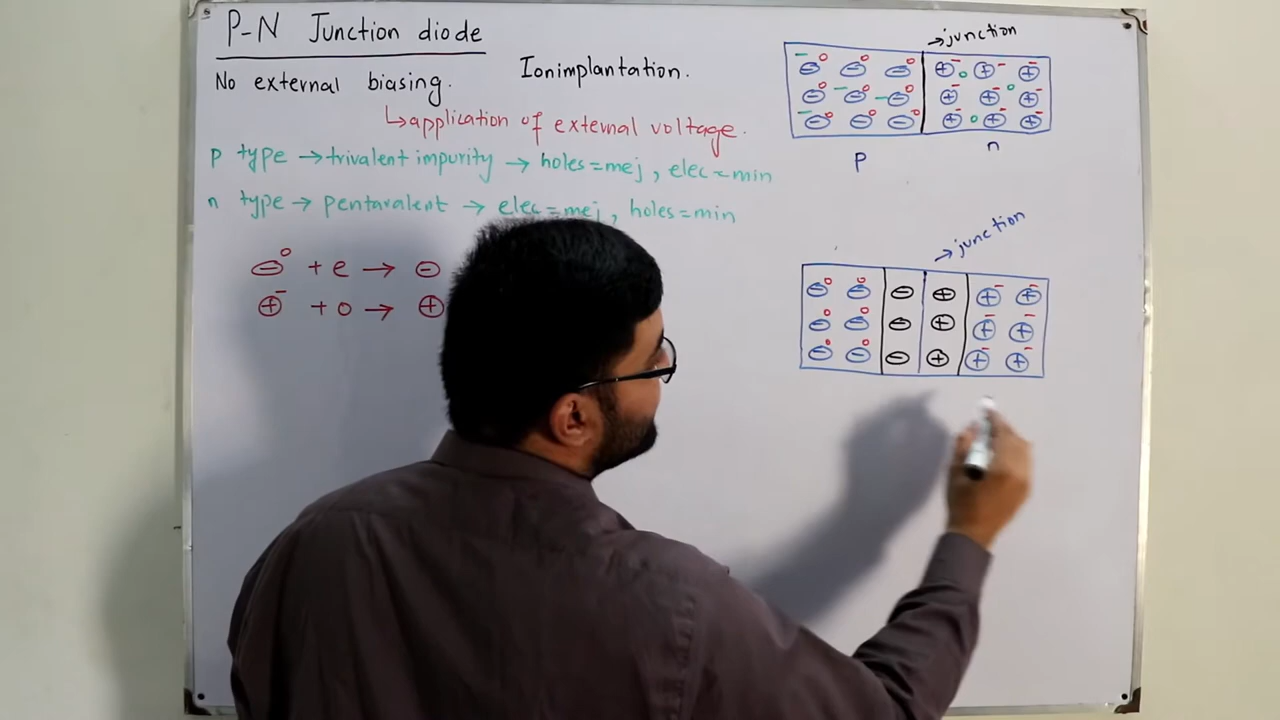 P-N Junction diode
No external biasing.
Ionimplantation.
↳application of external voltage.
p type → trivalent impurity → holes=mej, elec=min
n type → pentavalent → elec=mej, holes=min
⊖° + e → ⊖
⊕⁻ + o → ⊕
→junction
p
n
→junction